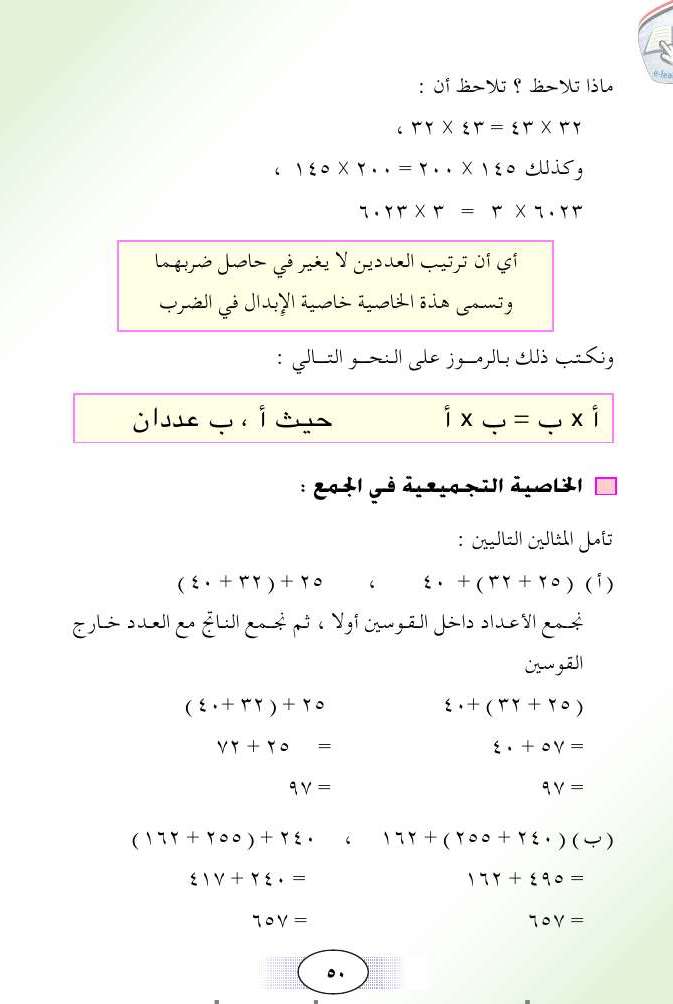 ماذا تلاحظ ؟ تلاحظ أن :
٣٢ × ٤٣ = ٤٣ × ٣٢ ،
وكذلك ١٤٥ × ٢٠٠ = ٢٠٠ × ١٤٥ ،
٦٠٢٣ × ٣ = ٣ × ٦٠٢٣
أي أن ترتيب العددين لا يغير في حاصل ضربهما
وتسمى هذة الخاصية خاصية الإبدال في الضرب
ونكتب ذلك بالرموز على النحو التالي :
أ × ب = ب × أ حيث أ ، ب عددان
الخاصية التجميعية في الجمع :
تأمل المثالين التاليين :
( أ ) ( ٢٥ + ٣٢ ) + ٤٠ ، ٢٥ + ( ٣٢ + ٤٠ )
نجمع الأعداد داخل القوسين أولا ، ثم نجمع الناتج مع العدد خارج
القوسين
( ٢٥ + ٣٢ ) +٤٠ ٢٥ + ( ٣٢ +٤٠ )
= ٥٧ + ٤٠ = ٢٥ + ٧٢
= ٩٧ = ٩٧
( ب ) ( ٢٤٠ + ٢٥٥ ) + ١٦٢ ، ٢٤٠ + ( ٢٥٥ + ١٦٢ )
= ٤٩٥ + ١٦٢ = ٢٤٠ + ٤١٧
= ٦٥٧ = ٦٥٧
٥٠